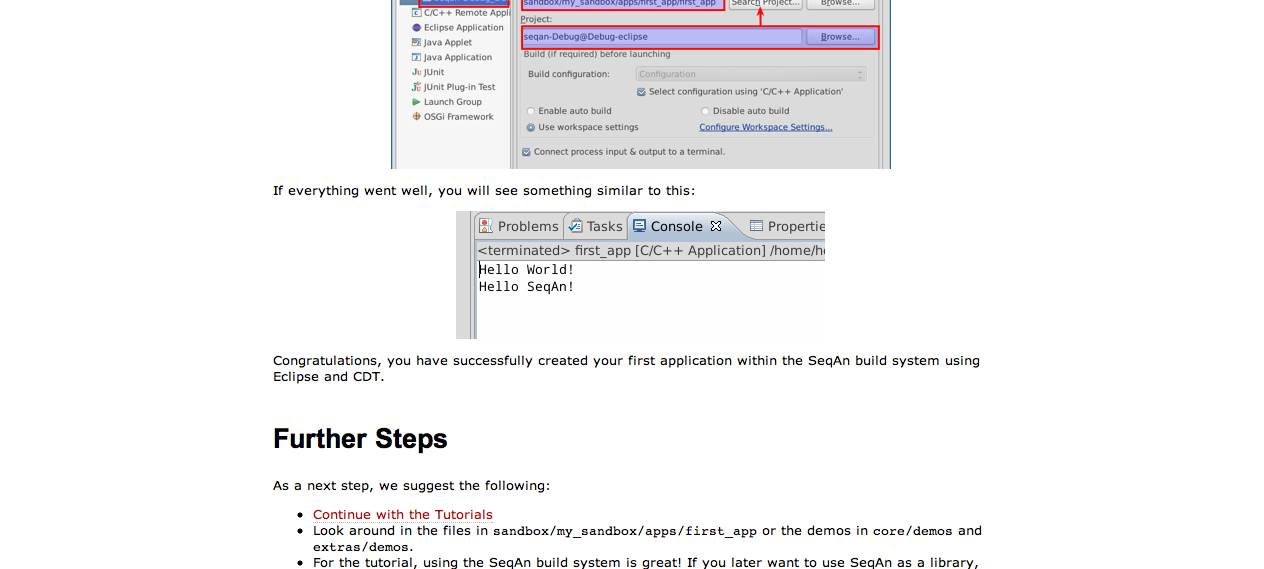 sandbox/my_sandbox/apps/first_app/first_app Search Project... Browse...
C/C++ Remote Appli
Project:
Eclipse Application
seqan-Debug@Debug-eclipse Browse...
Java Applet
Build (if required) before launching
Java Application
JUnit
Build configuration: Configuration
JUnit Plug-in Test
Select configuration using 'C/C++ Application'
Launch Group
Enable auto build Disable auto build
OSGi Framework
Use workspace settings Configure Workspace Settings...
Connect process input & output to a terminal.
If everything went well, you will see something similar to this:
Problems Tasks Console Propertie
<terminated> first_app [C/C++ Application] /home/h
Hello World!
Hello SeqAn!
Congratulations, you have successfully created your first application within the SeqAn build system using
Eclipse and CDT.
Further Steps
As a next step, we suggest the following:
Continue with the Tutorials
Look around in the files in sandbox/my_sandbox/apps/first_app or the demos in core/demos and
extras/demos.
For the tutorial, using the SeqAn build system is great! If you later want to use SeqAn as a library,